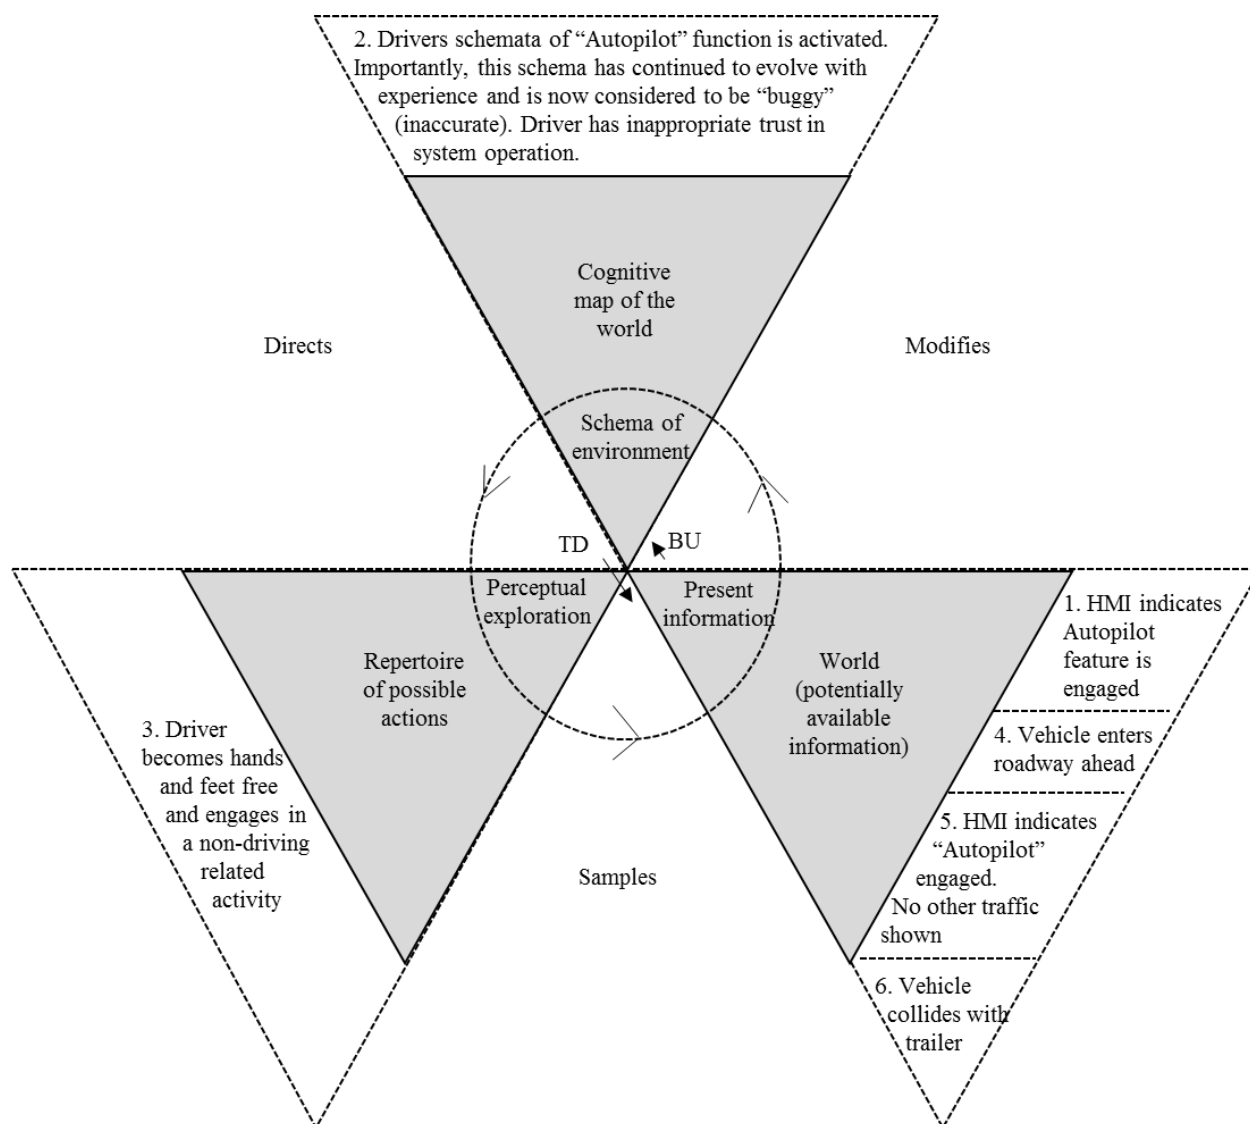 2. Drivers schemata of “Autopilot” function is activated.
Importantly, this schema has continued to evolve with
experience and is now considered to be “buggy”
(inaccurate). Driver has inappropriate trust in
system operation.
Cognitive
map of the
world
Directs
Modifies
Schema of
environment
TD
BU
Perceptual
exploration
Present
information
Repertoire
of possible
actions
World
(potentially
available
information)
1. HMI indicates
Autopilot
feature is
engaged
3. Driver
becomes hands
and feet free
and engages in
a non-driving
related
activity
4. Vehicle enters
roadway ahead
Samples
5. HMI indicates
“Autopilot”
engaged.
No other traffic
shown
6. Vehicle
collides with
trailer